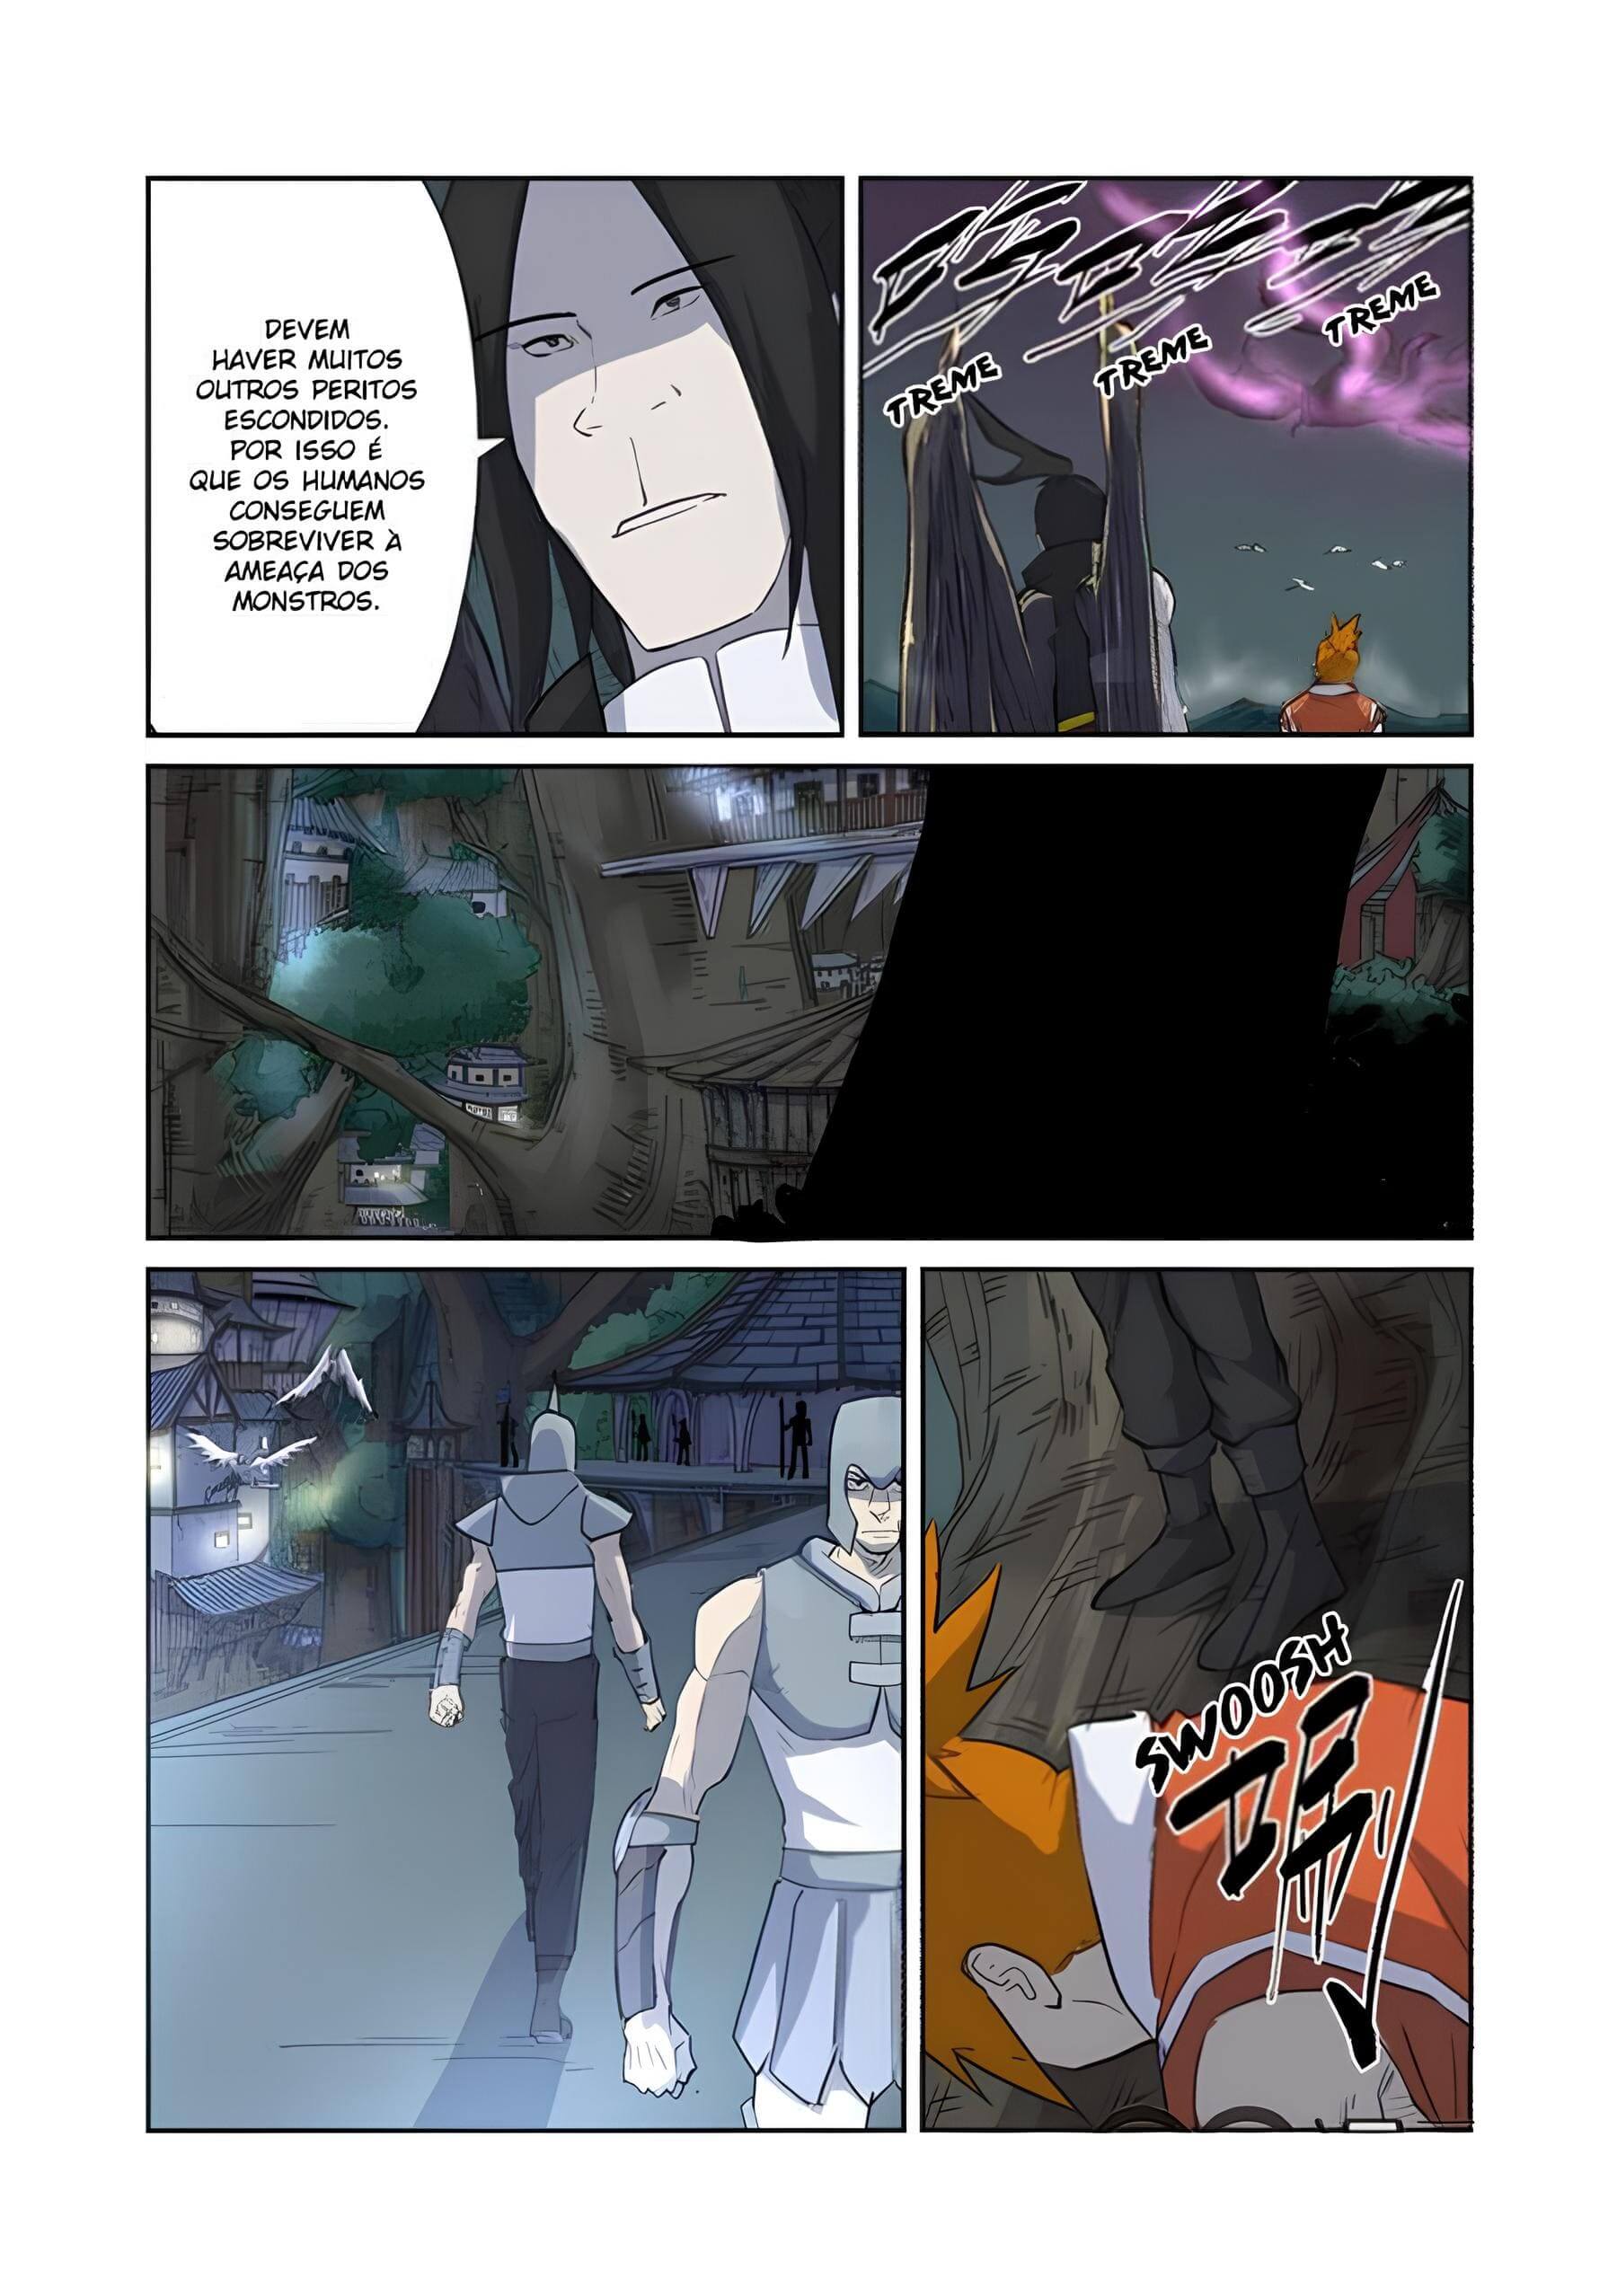 DEVEM
HAVER MUITOS
OUTROS PERITOS
ESCONDIDOS.
POR ISSO É
QUE OS HUMANOS
CONSEGUEM
SOBREVIVER À
AMEAÇA DOS
MONSTROS.
TREME
TREME
TREME
SWOOSH